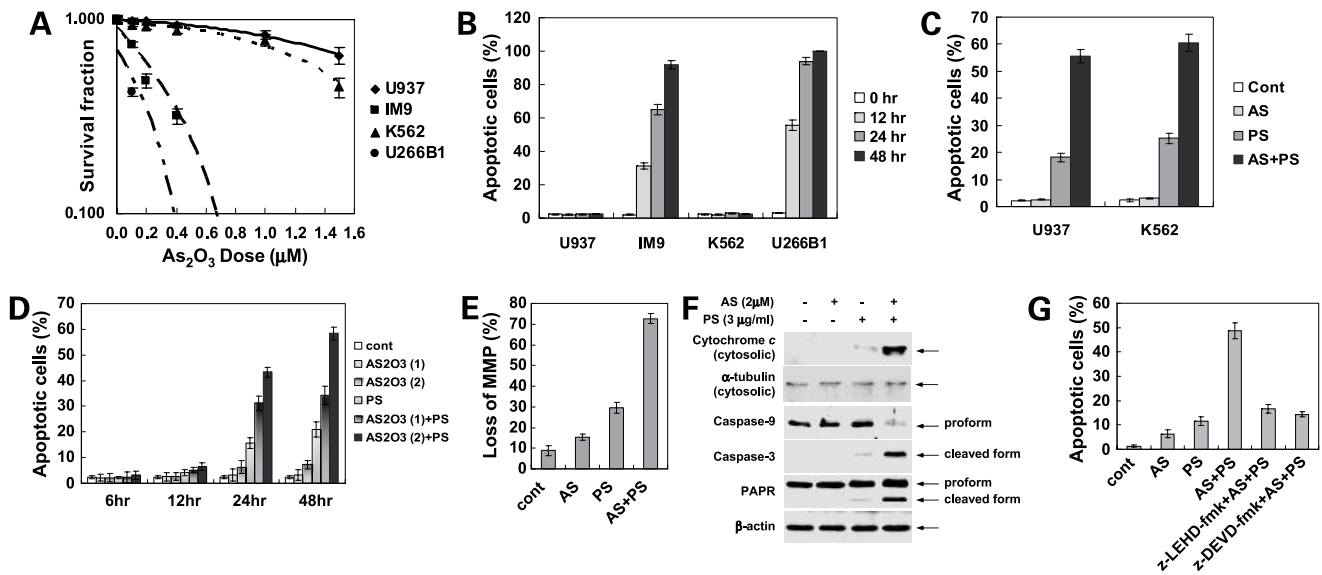 A
Survival fraction
1.000
0.100
0.0 0.2 0.4 0.6 0.8 1.0 1.2 1.4 1.6
As2O3 Dose (μM)
U937
IM9
K562
U266B1
B
Apoptotic cells (%)
120
100
80
60
40
20
0
U937 IM9 K562 U266B1
0 hr
12 hr
24 hr
48 hr
C
Apoptotic cells (%)
70
60
50
40
30
20
10
0
U937 K562
Cont
AS
PS
AS+PS
D
Apoptotic cells (%)
70
60
50
40
30
20
10
0
6hr 12hr 24hr 48hr
cont
AS2O3 (1)
AS2O3 (2)
PS
AS2O3 (1)+PS
AS2O3 (2)+PS
E
Loss of MMP (%)
80
70
60
50
40
30
20
10
0
cont AS PS AS+PS
F
AS (2μM) - + - +
PS (3 μg/ml) - - + +
Cytochrome c
(cytosolic)
α-tubulin
(cytosolic)
Caspase-9 proform
Caspase-3 cleaved form
PAPR proform
cleaved form
β-actin
G
Apoptotic cells (%)
60
50
40
30
20
10
0
cont AS PS AS+PS z-LEHD-fmk+AS+PS z-DEVD-fmk+AS+PS